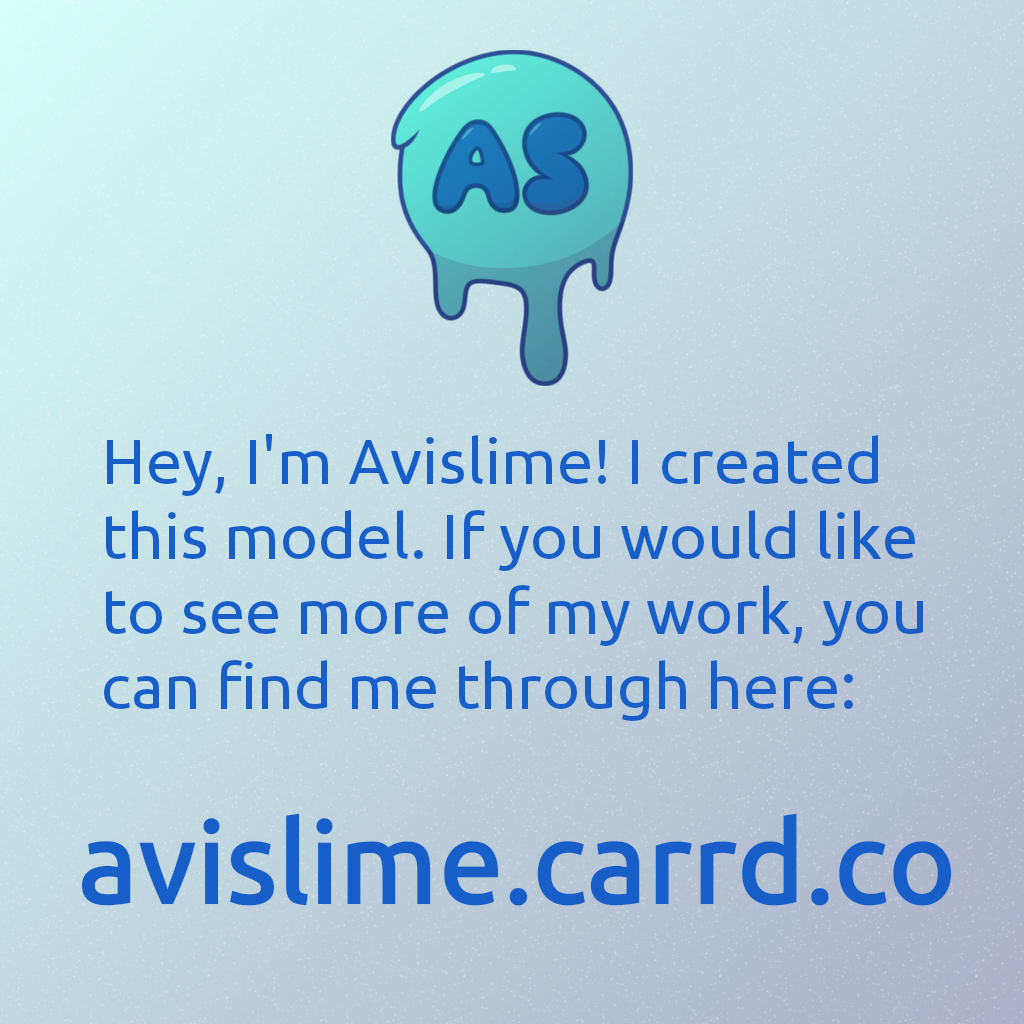 AS
Hey, I'm Avislime! I created
this model. If you would like
to see more of my work, you
can find me through here:
avislime.carrd.co